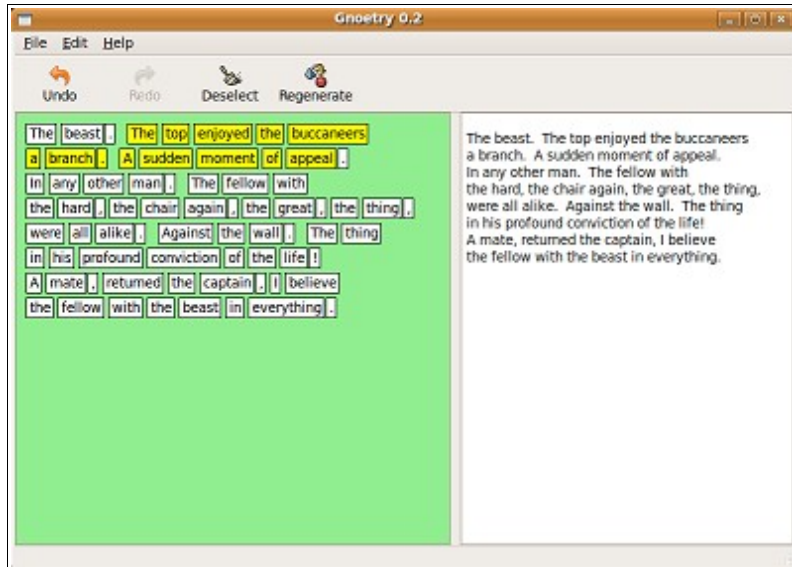 Gnoetry 0.2
File Edit Help
Undo Redo Deselect Regenerate
The beast. The top enjoyed the buccaneers
a branch. A sudden moment of appeal.
In any other man. The fellow with
the hard, the chair again, the great, the thing,
were all alike. Against the wall. The thing
in his profound conviction of the life!
A mate, returned the captain, I believe
the fellow with the beast in everything.
The beast. The top enjoyed the buccaneers
a branch. A sudden moment of appeal.
In any other man. The fellow with
the hard, the chair again, the great, the thing,
were all alike. Against the wall. The thing
in his profound conviction of the life!
A mate, returned the captain, I believe
the fellow with the beast in everything.